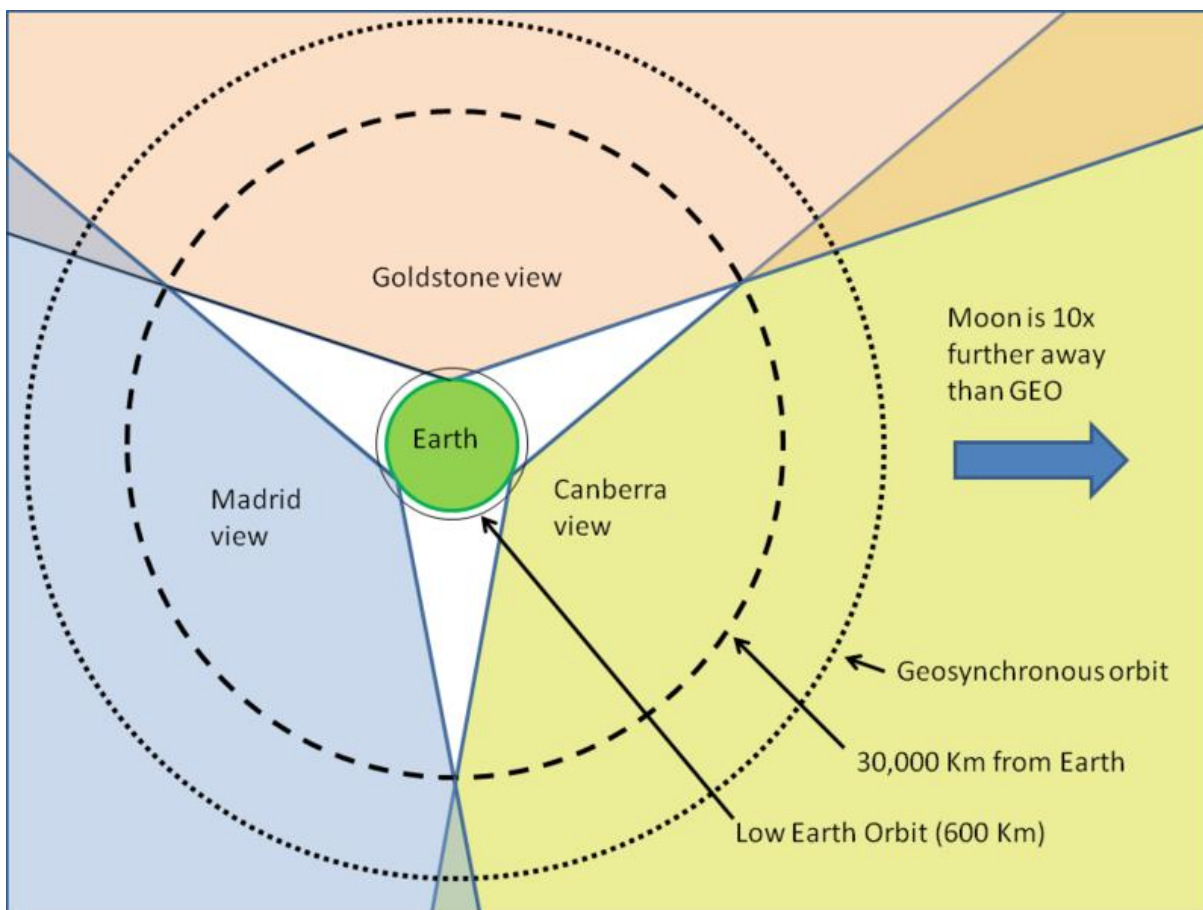 Goldstone view
Moon is 10x
further away
than GEO
Earth
Madrid
view
Canberra
view
Geosynchronous orbit
30,000 Km from Earth
Low Earth Orbit (600 Km)